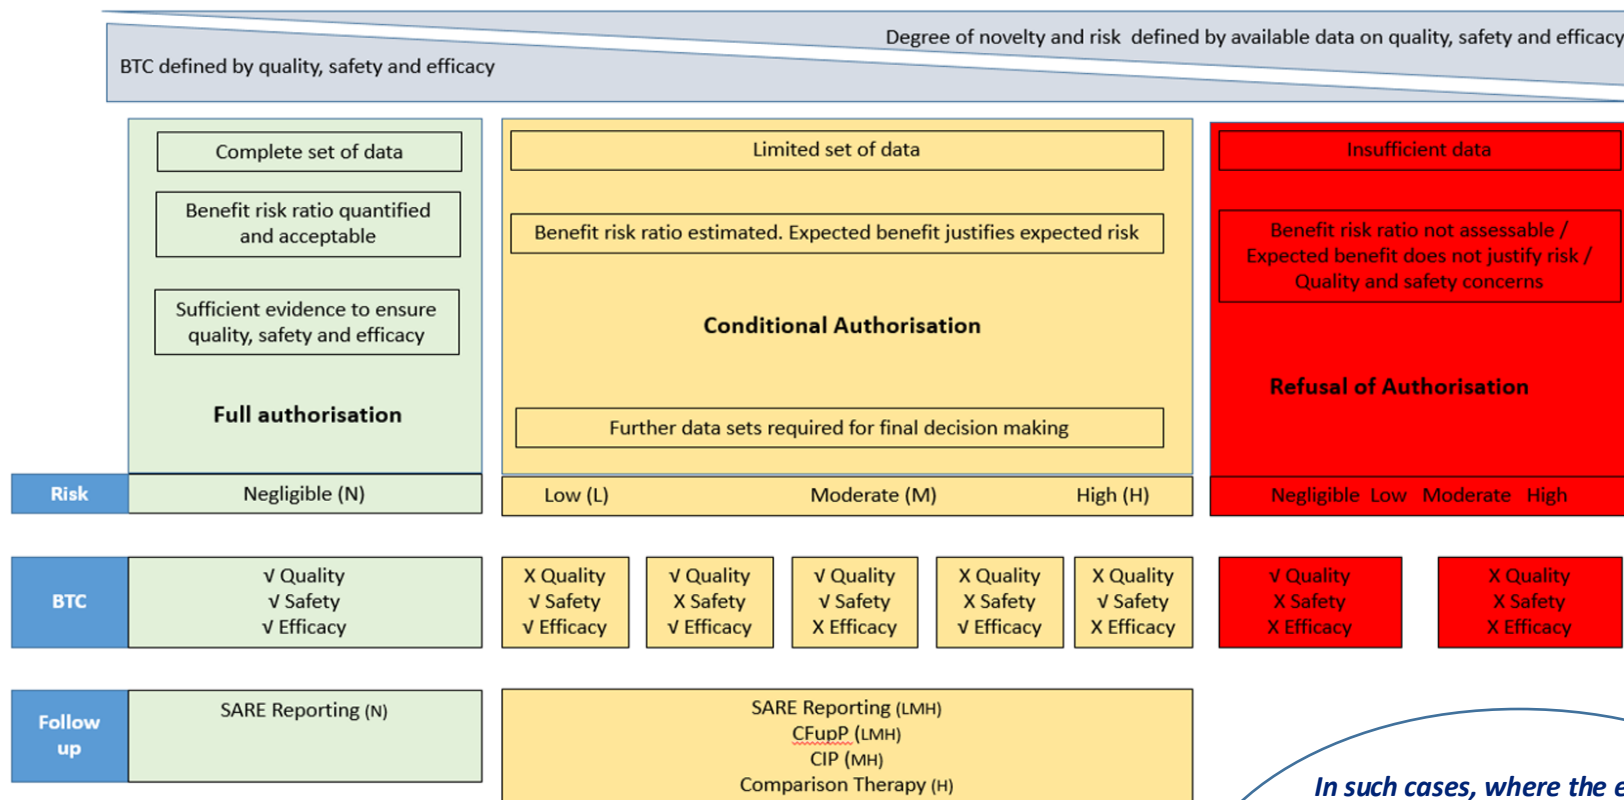 Degree of novelty and risk defined by available data on quality, safety and efficacy
BTC defined by quality, safety and efficacy
Complete set of data
Benefit risk ratio quantified
and acceptable
Sufficient evidence to ensure
quality, safety and efficacy
Full authorisation
Limited set of data
Benefit risk ratio estimated. Expected benefit justifies expected risk
Conditional Authorisation
Further data sets required for final decision making
Insufficient data
Benefit risk ratio not assessable /
Expected benefit does not justify risk /
Quality and safety concerns
Refusal of Authorisation
Risk
Negligible (N)
Low (L)
Moderate (M)
High (H)
Negligible Low Moderate High
BTC
√ Quality
√ Safety
√ Efficacy
X Quality
√ Safety
√ Efficacy
√ Quality
X Safety
√ Efficacy
√ Quality
√ Safety
X Efficacy
X Quality
X Safety
√ Efficacy
X Quality
√ Safety
X Efficacy
√ Quality
X Safety
X Efficacy
X Quality
X Safety
X Efficacy
Follow
up
SARE Reporting (N)
SARE Reporting (LMH)
CFupP (LMH)
CIP (MH)
Comparison Therapy (H)
In such cases, where the